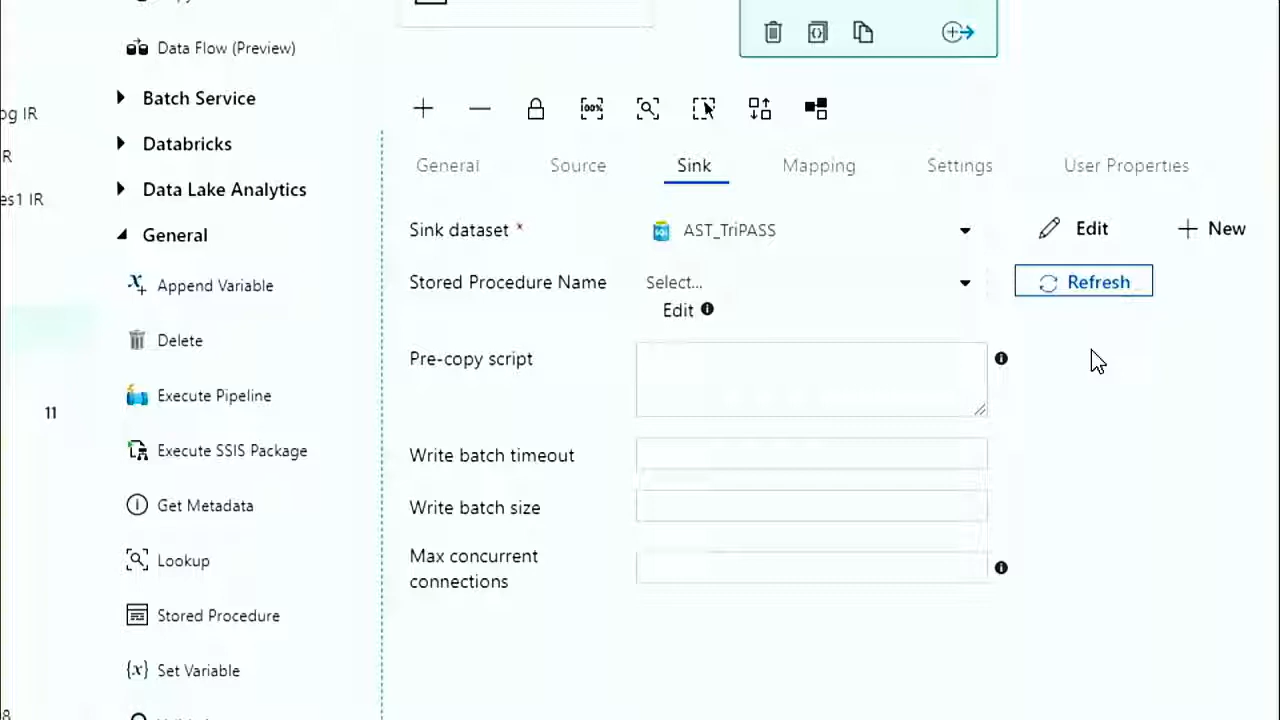 Data Flow (Preview)
Batch Service
og IR
Databricks
R
Data Lake Analytics
es1 IR
General
Append Variable
Delete
Execute Pipeline
11
Execute SSIS Package
Get Metadata
Lookup
Stored Procedure
Set Variable
100%
General Source Sink Mapping Settings User Properties
Sink dataset * AST_TriPASS Edit New
Stored Procedure Name Select... Refresh
Edit
Pre-copy script
Write batch timeout
Write batch size
Max concurrent
connections